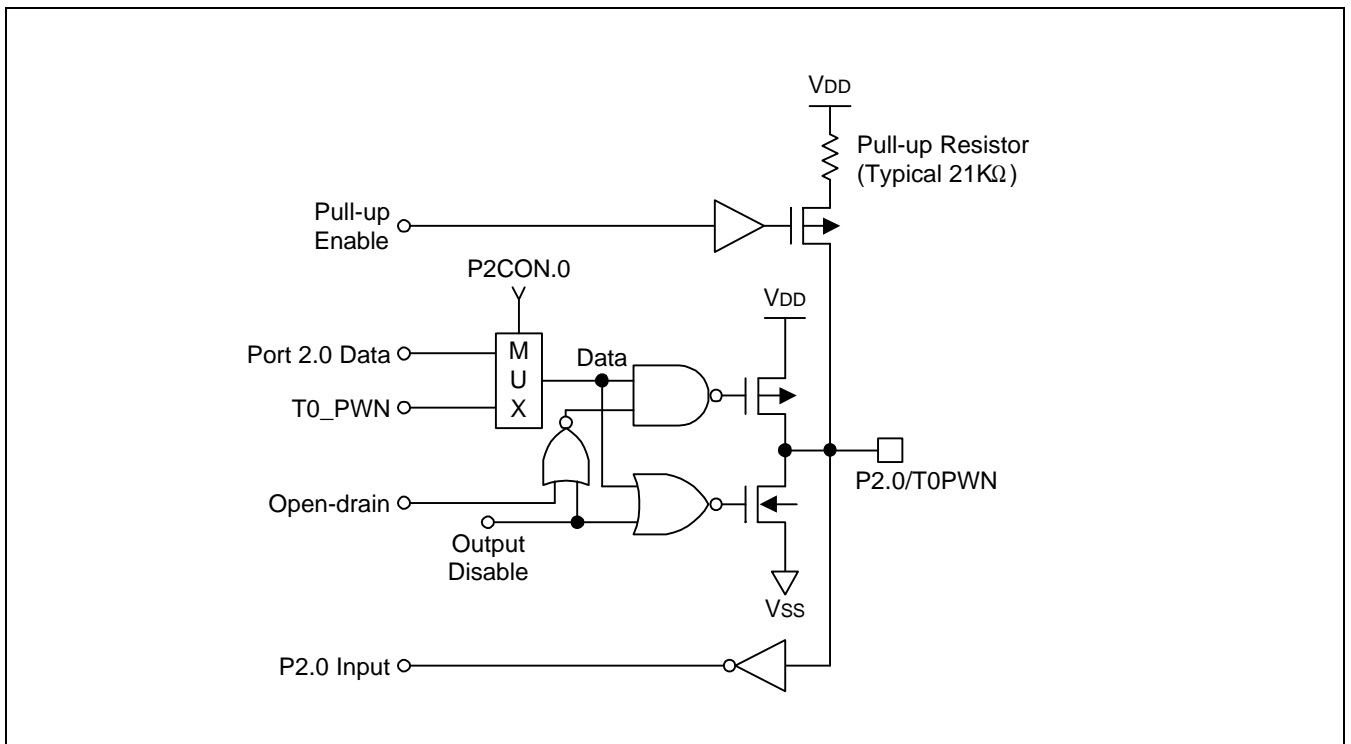 VDD
Pull-up Resistor
(Typical 21KΩ)
Pull-up
Enable
P2CON.0
VDD
Port 2.0 Data
M
U
X
Data
T0_PWN
P2.0/T0PWN
Open-drain
Output
Disable
VSS
P2.0 Input